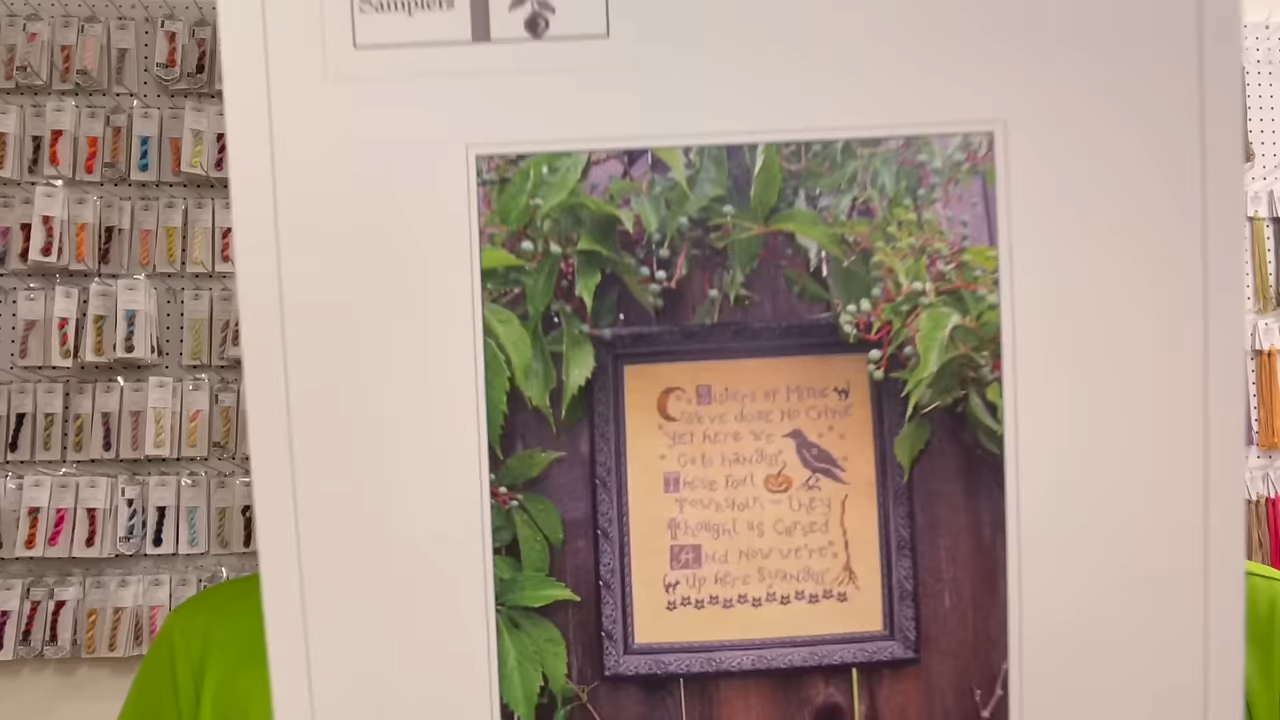 Samplers
Sisters of Mine
We've done no crime
Yet here we
Go to hangin'
These foul
Townsfolk - they
Thought us Cursed
And now we're
Up here swangin'